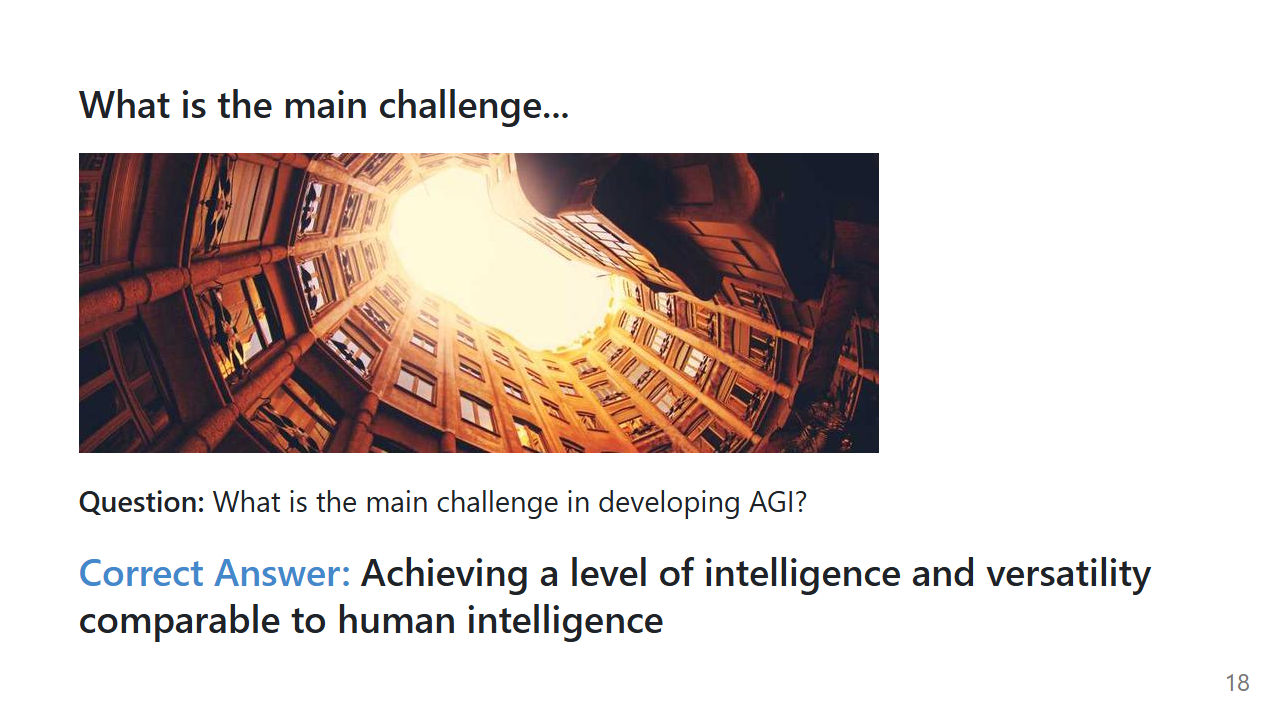 What is the main challenge...
Question: What is the main challenge in developing AGI?
Correct Answer: Achieving a level of intelligence and versatility
comparable to human intelligence
18